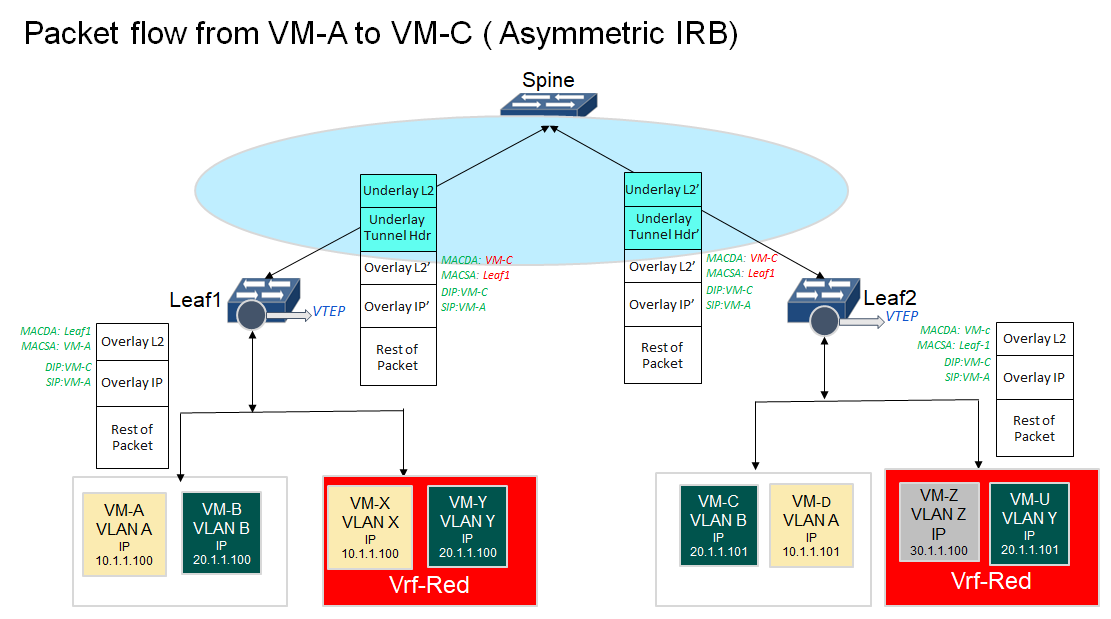 Packet flow from VM-A to VM-C ( Asymmetric IRB)
Spine
Underlay L2
Underlay
Tunnel Hdr
Overlay L2’
Overlay IP’
Rest of
Packet
MACDA: VM-C
MACSA: Leaf1
DIP:VM-C
SIP:VM-A
Underlay L2’
Underlay
Tunnel Hdr’
Overlay L2’
Overlay IP’
Rest of
Packet
MACDA: VM-C
MACSA: Leaf1
DIP:VM-C
SIP:VM-A
Leaf1
VTEP
Leaf2
VTEP
MACDA: Leaf1
MACSA: VM-A
DIP:VM-C
SIP:VM-A
Overlay L2
Overlay IP
Rest of
Packet
MACDA: VM-c
MACSA: Leaf-1
DIP:VM-C
SIP:VM-A
Overlay L2
Overlay IP
Rest of
Packet
VM-A
VLAN A
IP
10.1.1.100
VM-B
VLAN B
IP
20.1.1.100
VM-X
VLAN X
IP
10.1.1.100
VM-Y
VLAN Y
IP
20.1.1.100
Vrf-Red
VM-C
VLAN B
IP
20.1.1.101
VM-D
VLAN A
IP
10.1.1.101
VM-Z
VLAN Z
IP
30.1.1.100
VM-U
VLAN Y
IP
20.1.1.101
Vrf-Red